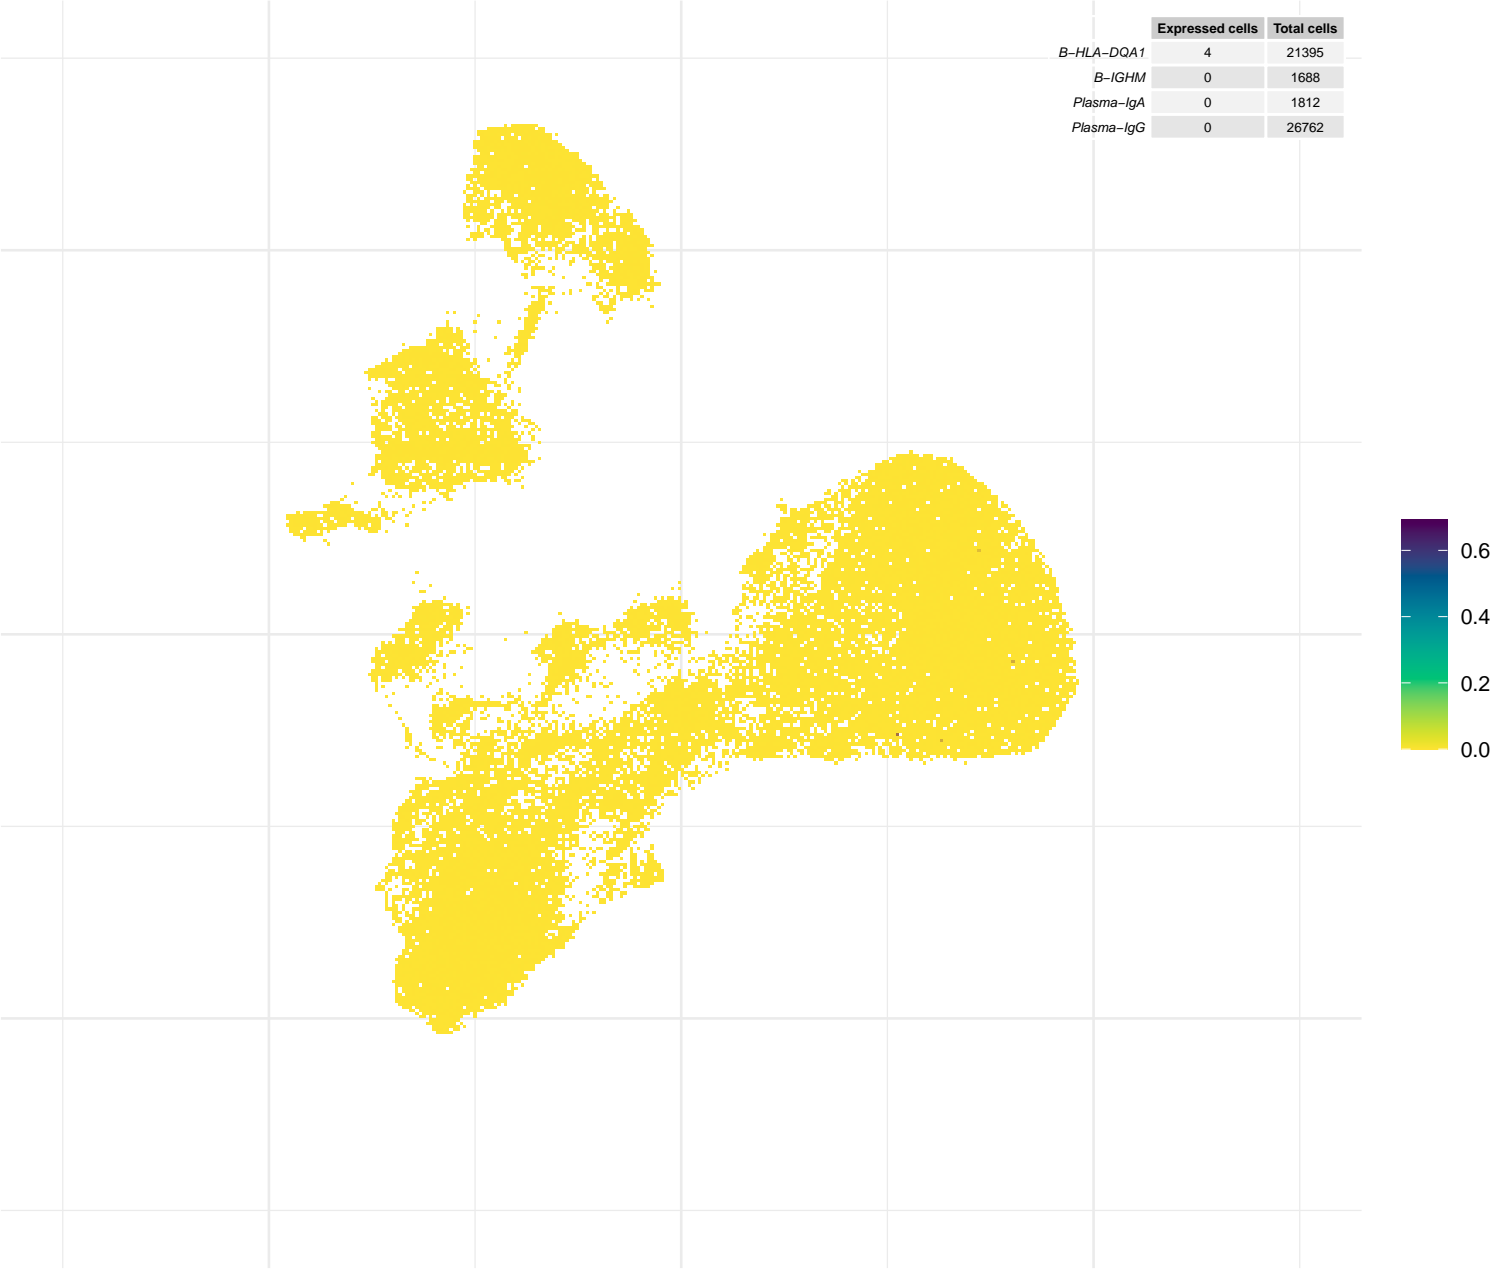 Expressed cells Total cells
B−HLA−DQA1 4 21395
B−IGHM 0 1688
Plasma−IgA 0 1812
Plasma−IgG 0 26762
0.6
0.4
0.2
0.0